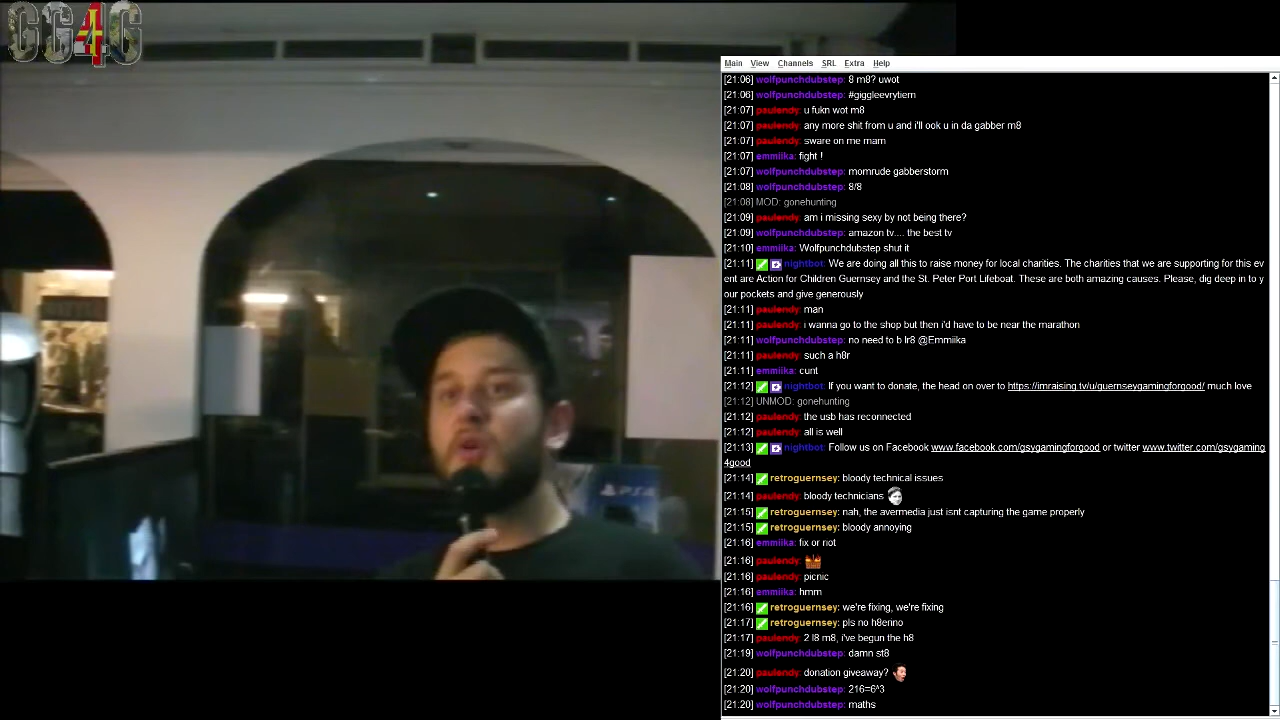 GG4G
Main View Channels SRL Extra Help
[21:06] wolfpunchdubstep: 8 m8? uwot
[21:06] wolfpunchdubstep: #giggleevrytiem
[21:07] paulendy: u fukn wot m8
[21:07] paulendy: any more shit from u and i'll ook u in da gabber m8
[21:07] paulendy: sware on me mam
[21:07] emmiika: fight !
[21:07] wolfpunchdubstep: momrude gabberstorm
[21:08] wolfpunchdubstep: 8/8
[21:08] MOD: gonehunting
[21:09] paulendy: am i missing sexy by not being there?
[21:09] wolfpunchdubstep: amazon tv.... the best tv
[21:10] emmiika: Wolfpunchdubstep shut it
[21:11] nightbot: We are doing all this to raise money for local charities. The charities that we are supporting for this ev
ent are Action for Children Guernsey and the St. Peter Port Lifeboat. These are both amazing causes. Please, dig deep in to y
our pockets and give generously
[21:11] paulendy: man
[21:11] paulendy: i wanna go to the shop but then i'd have to be near the marathon
[21:11] wolfpunchdubstep: no need to b lr8 @Emmiika
[21:11] paulendy: such a h8r
[21:11] emmiika: cunt
[21:12] nightbot: If you want to donate, the head on over to https://imraising.tv/u/guernseygamingforgood/ much love
[21:12] UNMOD: gonehunting
[21:12] paulendy: the usb has reconnected
[21:12] paulendy: all is well
[21:13] nightbot: Follow us on Facebook www.facebook.com/gsygamingforgood or twitter www.twitter.com/gsygaming
4good
[21:14] retroguernsey: bloody technical issues
[21:14] paulendy: bloody technicians
[21:15] retroguernsey: nah, the avermedia just isnt capturing the game properly
[21:15] retroguernsey: bloody annoying
[21:16] emmiika: fix or riot
[21:16] paulendy:
[21:16] paulendy: picnic
[21:16] emmiika: hmm
[21:16] retroguernsey: we're fixing, we're fixing
[21:17] retroguernsey: pls no h8erino
[21:17] paulendy: 2 l8 m8, i've begun the h8
[21:19] wolfpunchdubstep: damn st8
[21:20] paulendy: donation giveaway?
[21:20] wolfpunchdubstep: 216=6^3
[21:20] wolfpunchdubstep: maths
PS4